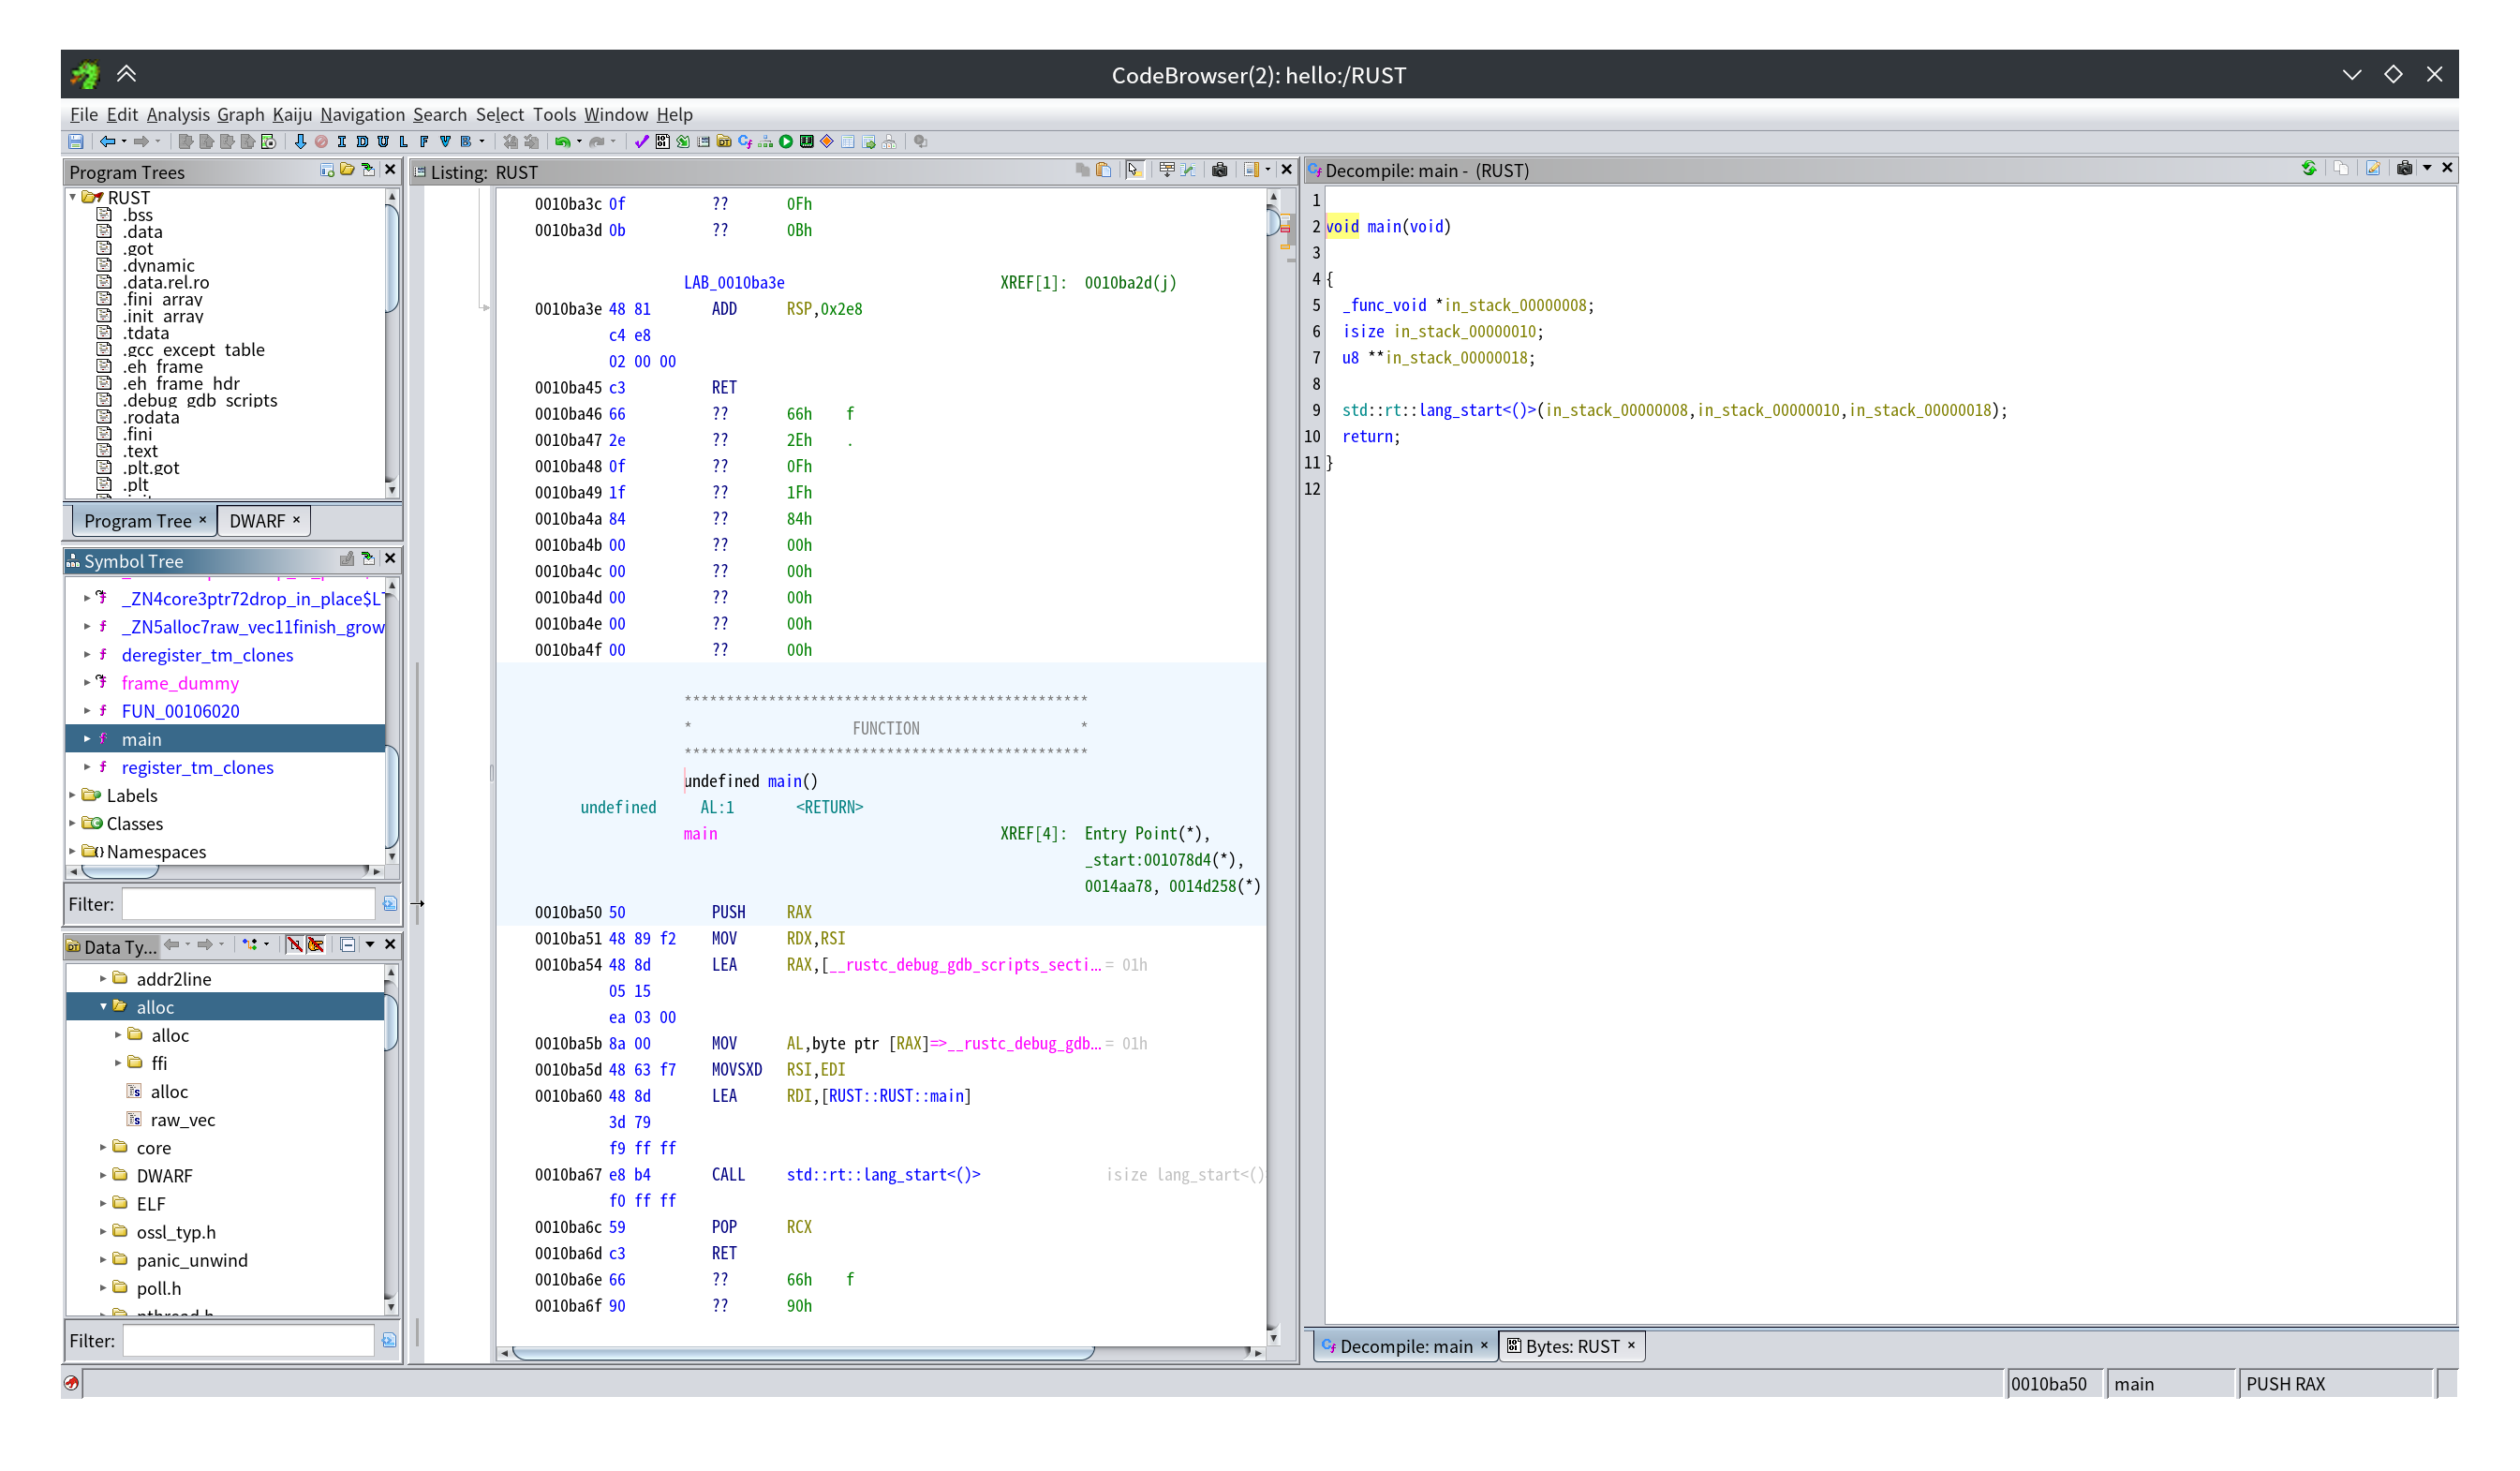 CodeBrowser(2): hello:/RUST
File Edit Analysis Graph Kaiju Navigation Search Select Tools Window Help
I D U L F V B
Program Trees
RUST
.bss
.data
.got
.dynamic
.data.rel.ro
.fini_array
.init_array
.tdata
.gcc_except_table
.eh_frame
.eh_frame_hdr
.debug_gdb_scripts
.rodata
.fini
.text
.plt.got
.plt
Program Tree ×
DWARF ×
Symbol Tree
_ZN4core3ptr72drop_in_place$LT
_ZN5alloc7raw_vec11finish_grow
deregister_tm_clones
frame_dummy
FUN_00106020
main
register_tm_clones
Labels
Classes
Namespaces
Filter:
Data Ty...
addr2line
alloc
alloc
ffi
alloc
raw_vec
core
DWARF
ELF
ossl_typ.h
panic_unwind
poll.h
pthread.h
Filter:
Listing: RUST
0010ba3c 0f ?? 0Fh
0010ba3d 0b ?? 0Bh
LAB_0010ba3e XREF[1]: 0010ba2d(j)
0010ba3e 48 81 ADD RSP,0x2e8
c4 e8
02 00 00
0010ba45 c3 RET
0010ba46 66 ?? 66h f
0010ba47 2e ?? 2Eh .
0010ba48 0f ?? 0Fh
0010ba49 1f ?? 1Fh
0010ba4a 84 ?? 84h
0010ba4b 00 ?? 00h
0010ba4c 00 ?? 00h
0010ba4d 00 ?? 00h
0010ba4e 00 ?? 00h
0010ba4f 00 ?? 00h
************************************************
* FUNCTION *
************************************************
undefined main()
undefined AL:1 <RETURN>
main XREF[4]: Entry Point(*),
_start:001078d4(*),
0014aa78, 0014d258(*)
0010ba50 50 PUSH RAX
0010ba51 48 89 f2 MOV RDX,RSI
0010ba54 48 8d LEA RAX,[__rustc_debug_gdb_scripts_secti... = 01h
05 15
ea 03 00
0010ba5b 8a 00 MOV AL,byte ptr [RAX]=>__rustc_debug_gdb... = 01h
0010ba5d 48 63 f7 MOVSXD RSI,EDI
0010ba60 48 8d LEA RDI,[RUST::RUST::main]
3d 79
f9 ff ff
0010ba67 e8 b4 CALL std::rt::lang_start<()> isize lang_start<()
f0 ff ff
0010ba6c 59 POP RCX
0010ba6d c3 RET
0010ba6e 66 ?? 66h f
0010ba6f 90 ?? 90h
Decompile: main - (RUST)
1
2 void main(void)
3
4 {
5 _func_void *in_stack_00000008;
6 isize in_stack_00000010;
7 u8 **in_stack_00000018;
8
9 std::rt::lang_start<()>(in_stack_00000008,in_stack_00000010,in_stack_00000018);
10 return;
11 }
12
Decompile: main ×
Bytes: RUST ×
0010ba50
main
PUSH RAX